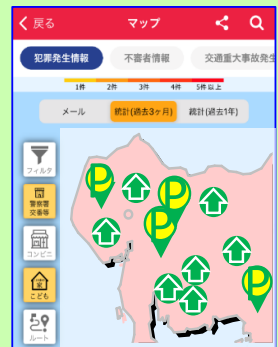 戻る
マップ
犯罪発生情報
不審者情報
交通重大事故発生
1件 2件 3件 4件 5件以上
メール
統計(過去3ヶ月)
統計(過去1年)
フィルタ
警察署
交番等
コンビニ
こども
ルート
P
P
P
P